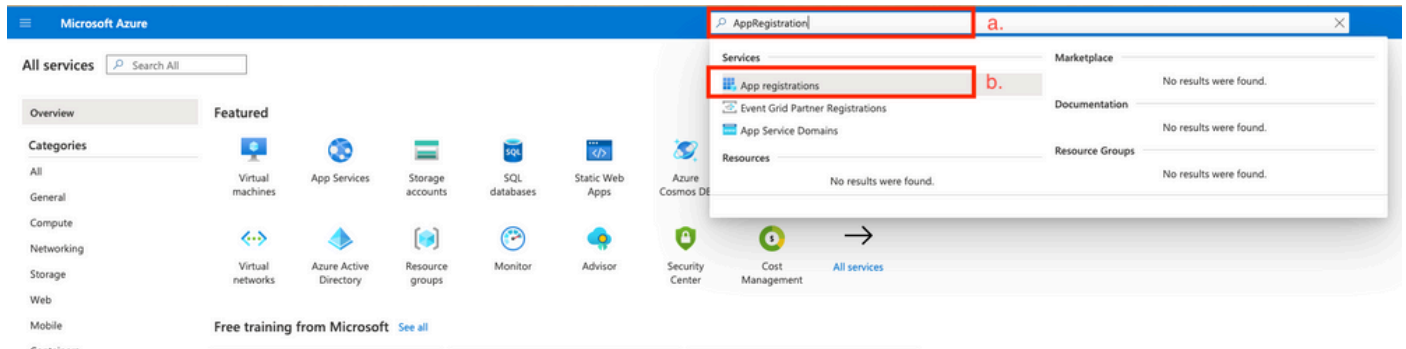 Microsoft Azure
AppRegistration
a.
All services
Search All
Services
App registrations
b.
Event Grid Partner Registrations
App Service Domains
Resources
No results were found.
Marketplace
No results were found.
Documentation
No results were found.
Resource Groups
No results were found.
Overview
Categories
All
General
Compute
Networking
Storage
Web
Mobile
Featured
Virtual
machines
App Services
Storage
accounts
SQL
databases
Static Web
Apps
Azure
Cosmos DB
Virtual
networks
Azure Active
Directory
Resource
groups
Monitor
Advisor
Security
Center
Cost
Management
All services
Free training from Microsoft See all